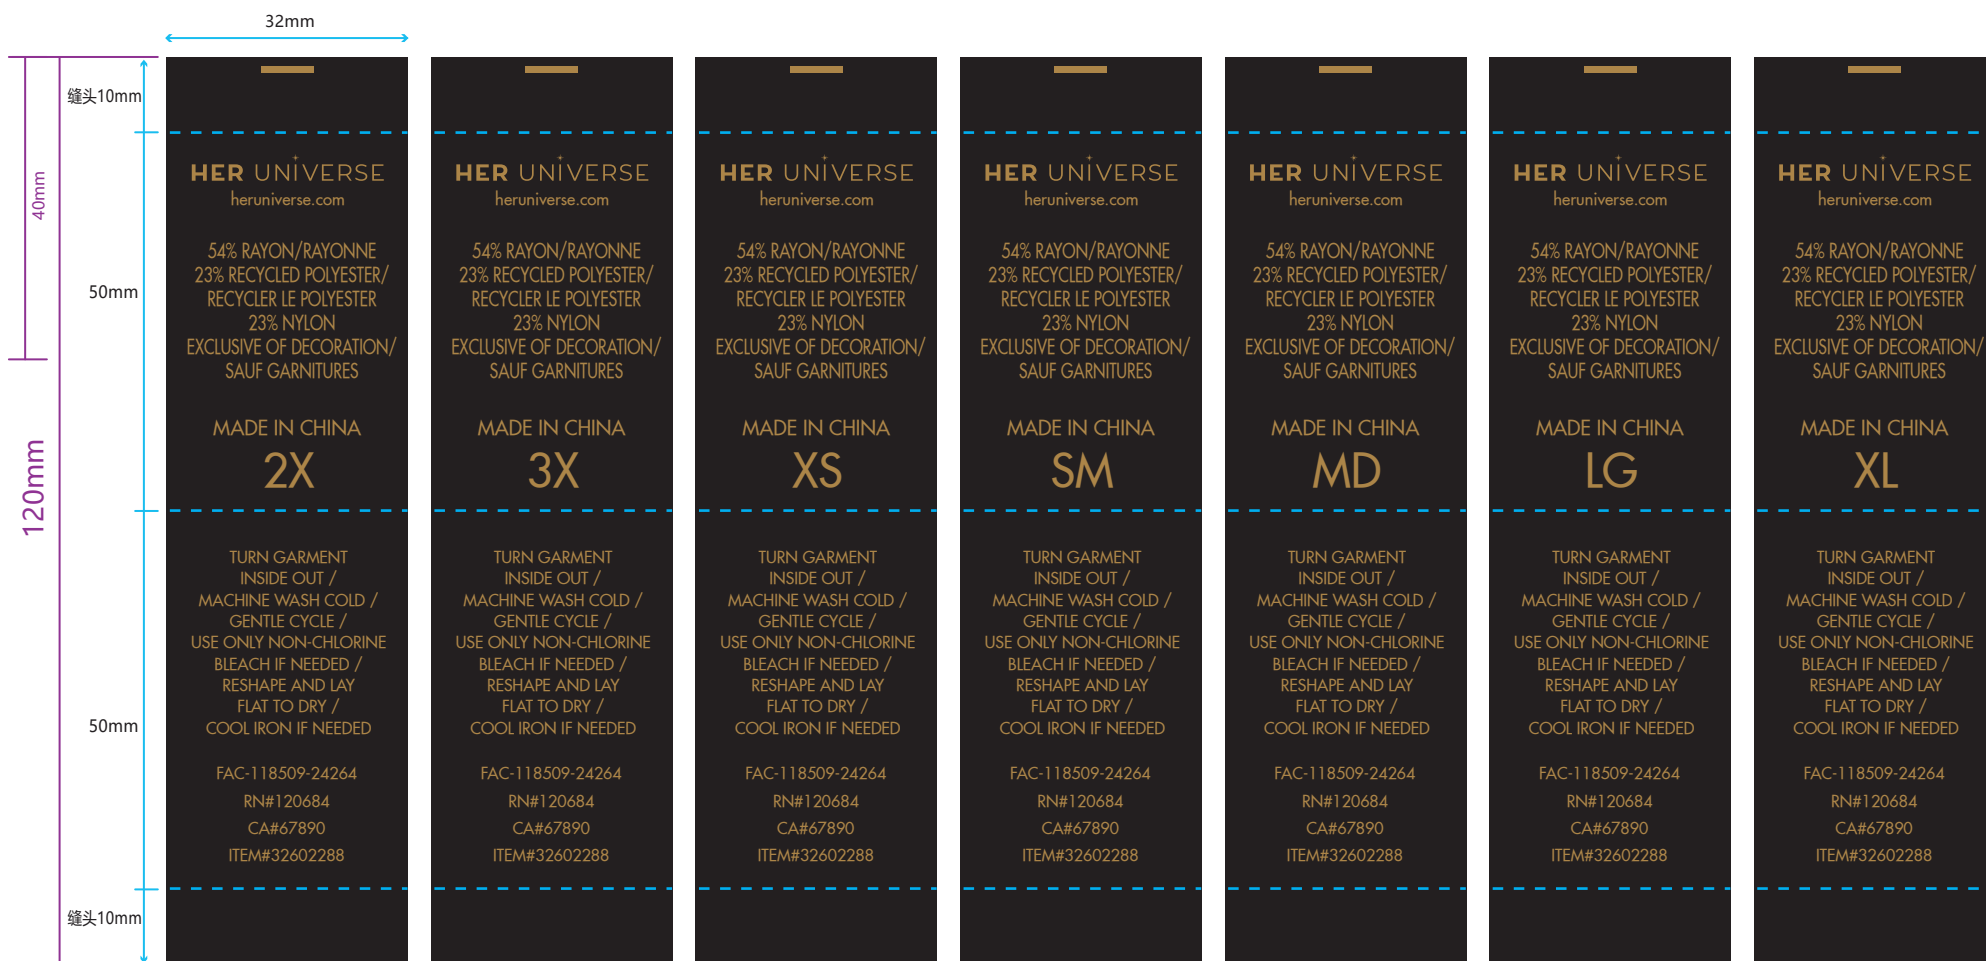 32mm
缝头10mm
40mm
50mm
120mm
50mm
缝头10mm
HER UNIVERSE
heruniverse.com
54% RAYON/RAYONNE
23% RECYCLED POLYESTER/
RECYCLER LE POLYESTER
23% NYLON
EXCLUSIVE OF DECORATION/
SAUF GARNITURES
MADE IN CHINA
2X
TURN GARMENT
INSIDE OUT /
MACHINE WASH COLD /
GENTLE CYCLE /
USE ONLY NON-CHLORINE
BLEACH IF NEEDED /
RESHAPE AND LAY
FLAT TO DRY /
COOL IRON IF NEEDED
FAC-118509-24264
RN#120684
CA#67890
ITEM#32602288
HER UNIVERSE
heruniverse.com
54% RAYON/RAYONNE
23% RECYCLED POLYESTER/
RECYCLER LE POLYESTER
23% NYLON
EXCLUSIVE OF DECORATION/
SAUF GARNITURES
MADE IN CHINA
3X
TURN GARMENT
INSIDE OUT /
MACHINE WASH COLD /
GENTLE CYCLE /
USE ONLY NON-CHLORINE
BLEACH IF NEEDED /
RESHAPE AND LAY
FLAT TO DRY /
COOL IRON IF NEEDED
FAC-118509-24264
RN#120684
CA#67890
ITEM#32602288
HER UNIVERSE
heruniverse.com
54% RAYON/RAYONNE
23% RECYCLED POLYESTER/
RECYCLER LE POLYESTER
23% NYLON
EXCLUSIVE OF DECORATION/
SAUF GARNITURES
MADE IN CHINA
XS
TURN GARMENT
INSIDE OUT /
MACHINE WASH COLD /
GENTLE CYCLE /
USE ONLY NON-CHLORINE
BLEACH IF NEEDED /
RESHAPE AND LAY
FLAT TO DRY /
COOL IRON IF NEEDED
FAC-118509-24264
RN#120684
CA#67890
ITEM#32602288
HER UNIVERSE
heruniverse.com
54% RAYON/RAYONNE
23% RECYCLED POLYESTER/
RECYCLER LE POLYESTER
23% NYLON
EXCLUSIVE OF DECORATION/
SAUF GARNITURES
MADE IN CHINA
SM
TURN GARMENT
INSIDE OUT /
MACHINE WASH COLD /
GENTLE CYCLE /
USE ONLY NON-CHLORINE
BLEACH IF NEEDED /
RESHAPE AND LAY
FLAT TO DRY /
COOL IRON IF NEEDED
FAC-118509-24264
RN#120684
CA#67890
ITEM#32602288
HER UNIVERSE
heruniverse.com
54% RAYON/RAYONNE
23% RECYCLED POLYESTER/
RECYCLER LE POLYESTER
23% NYLON
EXCLUSIVE OF DECORATION/
SAUF GARNITURES
MADE IN CHINA
MD
TURN GARMENT
INSIDE OUT /
MACHINE WASH COLD /
GENTLE CYCLE /
USE ONLY NON-CHLORINE
BLEACH IF NEEDED /
RESHAPE AND LAY
FLAT TO DRY /
COOL IRON IF NEEDED
FAC-118509-24264
RN#120684
CA#67890
ITEM#32602288
HER UNIVERSE
heruniverse.com
54% RAYON/RAYONNE
23% RECYCLED POLYESTER/
RECYCLER LE POLYESTER
23% NYLON
EXCLUSIVE OF DECORATION/
SAUF GARNITURES
MADE IN CHINA
LG
TURN GARMENT
INSIDE OUT /
MACHINE WASH COLD /
GENTLE CYCLE /
USE ONLY NON-CHLORINE
BLEACH IF NEEDED /
RESHAPE AND LAY
FLAT TO DRY /
COOL IRON IF NEEDED
FAC-118509-24264
RN#120684
CA#67890
ITEM#32602288
HER UNIVERSE
heruniverse.com
54% RAYON/RAYONNE
23% RECYCLED POLYESTER/
RECYCLER LE POLYESTER
23% NYLON
EXCLUSIVE OF DECORATION/
SAUF GARNITURES
MADE IN CHINA
XL
TURN GARMENT
INSIDE OUT /
MACHINE WASH COLD /
GENTLE CYCLE /
USE ONLY NON-CHLORINE
BLEACH IF NEEDED /
RESHAPE AND LAY
FLAT TO DRY /
COOL IRON IF NEEDED
FAC-118509-24264
RN#120684
CA#67890
ITEM#32602288